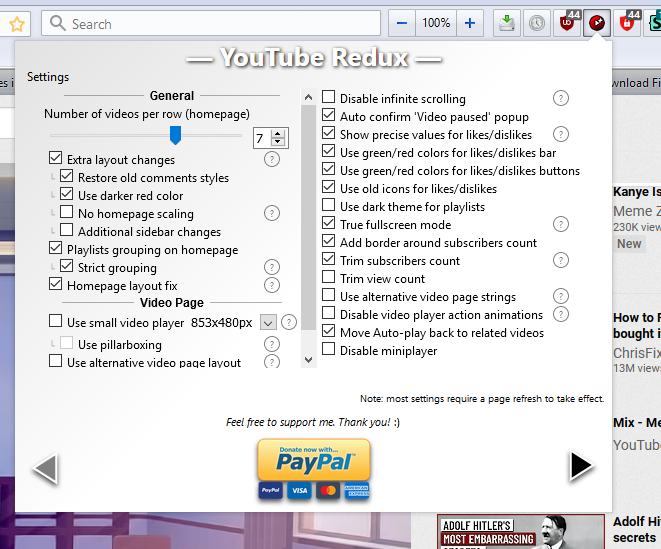 Search
100%
44
44
S
— YouTube Redux —
Settings
es i
wnload Fi
General
Number of videos per row (homepage)
7
Extra layout changes ?
Restore old comments styles
Use darker red color
No homepage scaling ?
Additional sidebar changes
Playlists grouping on homepage
Strict grouping ?
Homepage layout fix ?
Video Page
Use small video player 853x480px ?
Use pillarboxing ?
Use alternative video page layout ?
Disable infinite scrolling ?
Auto confirm 'Video paused' popup
Show precise values for likes/dislikes ?
Use green/red colors for likes/dislikes bar
Use green/red colors for likes/dislikes buttons
Use old icons for likes/dislikes
Use dark theme for playlists
True fullscreen mode ?
Add border around subscribers count
Trim subscribers count ?
Trim view count
Use alternative video page strings ?
Disable video player action animations ?
Move Auto-play back to related videos
Disable miniplayer
Note: most settings require a page refresh to take effect.
Feel free to support me. Thank you! :)
Donate now with...
PayPal™
PayPal VISA MasterCard AMERICAN EXPRESS
Kanye Is
Meme Z
230K view
New
How to F
bought i
ChrisFix
13M views
Mix - Me
YouTube
ADOLF HITLER'S
MOST EMBARRASSING
Adolf Hi
secrets